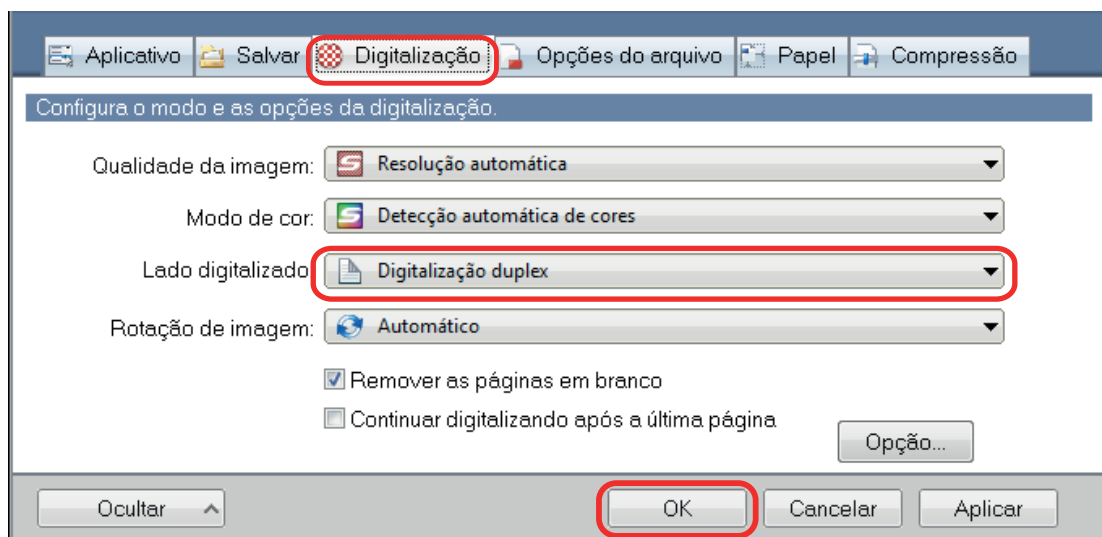 Aplicativo Salvar Digitalização Opções do arquivo Papel Compressão
Configura o modo e as opções da digitalização.
Qualidade da imagem: Resolução automática
Modo de cor: Detecção automática de cores
Lado digitalizado Digitalização duplex
Rotação de imagem: Automático
Remover as páginas em branco
Continuar digitalizando após a última página
Opção...
Ocultar OK Cancelar Aplicar